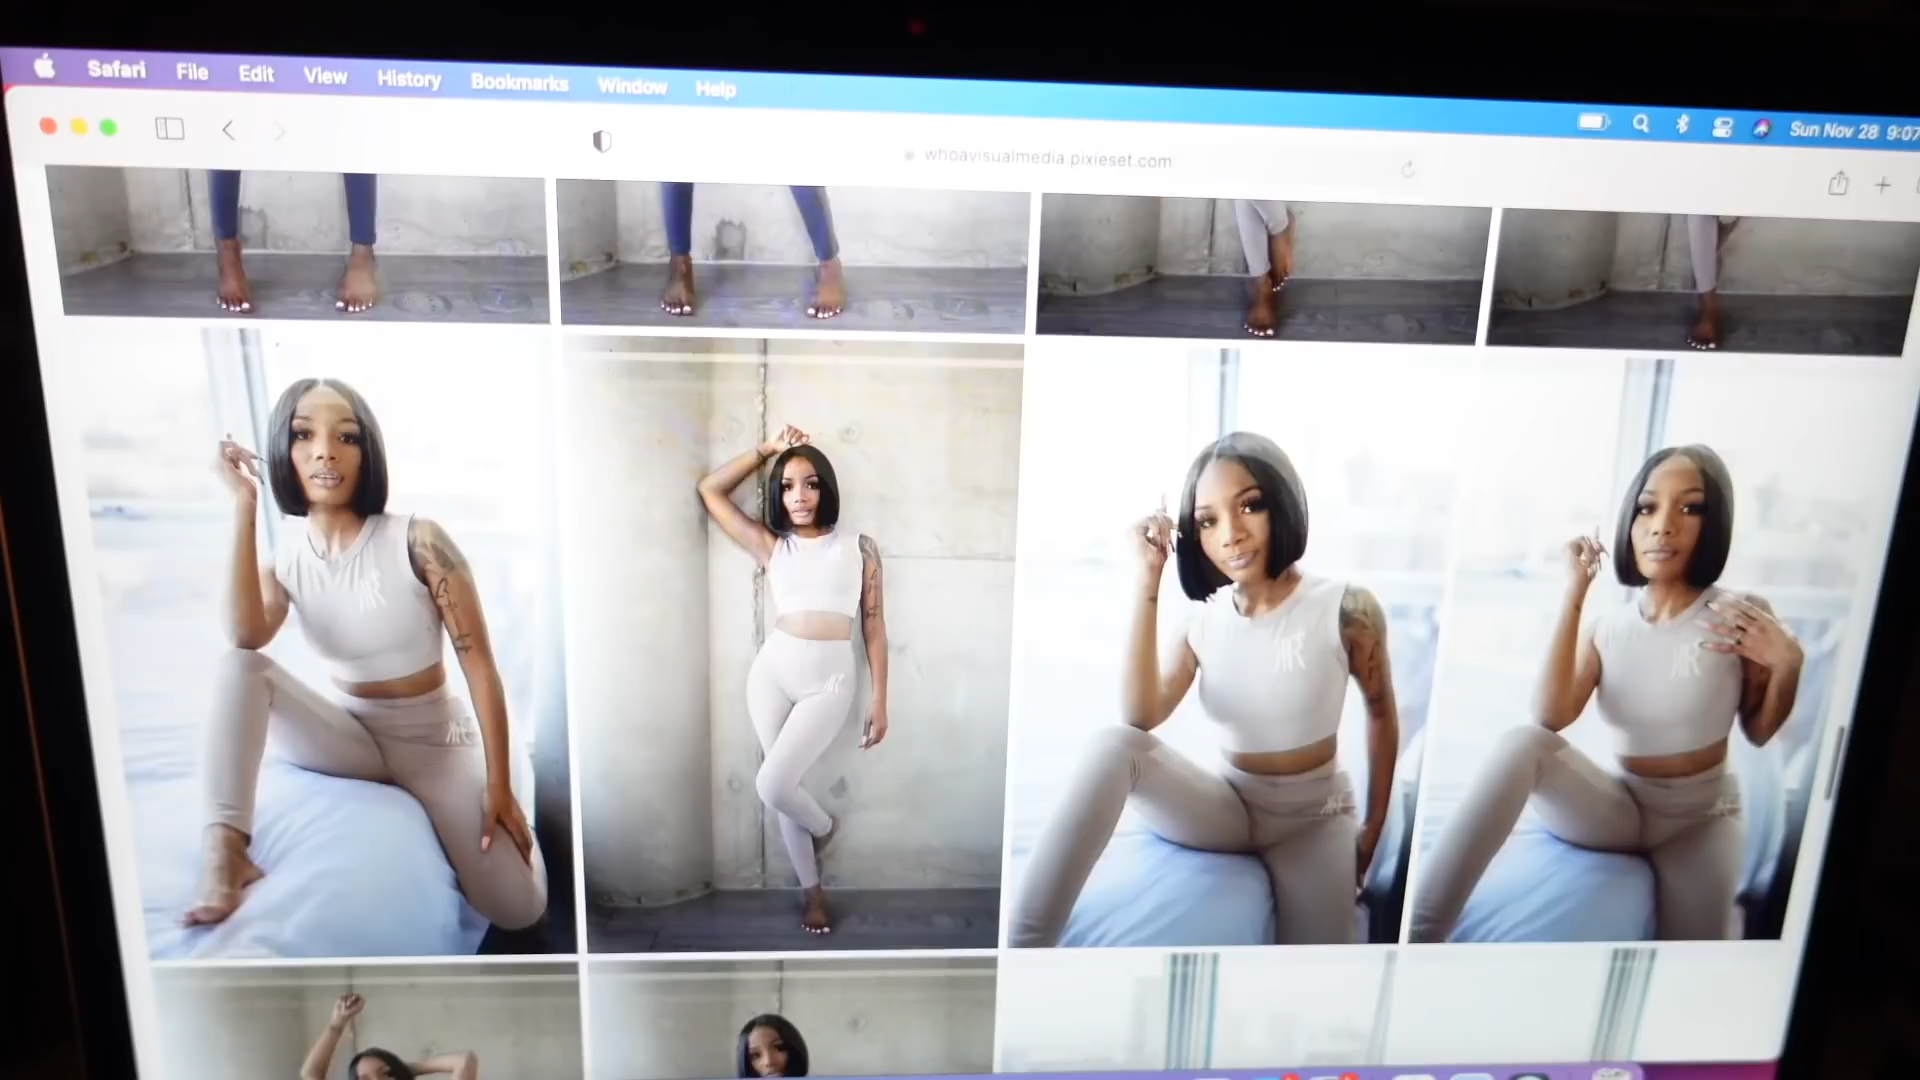 Safari File Edit View History Bookmarks Window Help
Sun Nov 28 9:07
whoavisualmedia.pixieset.com